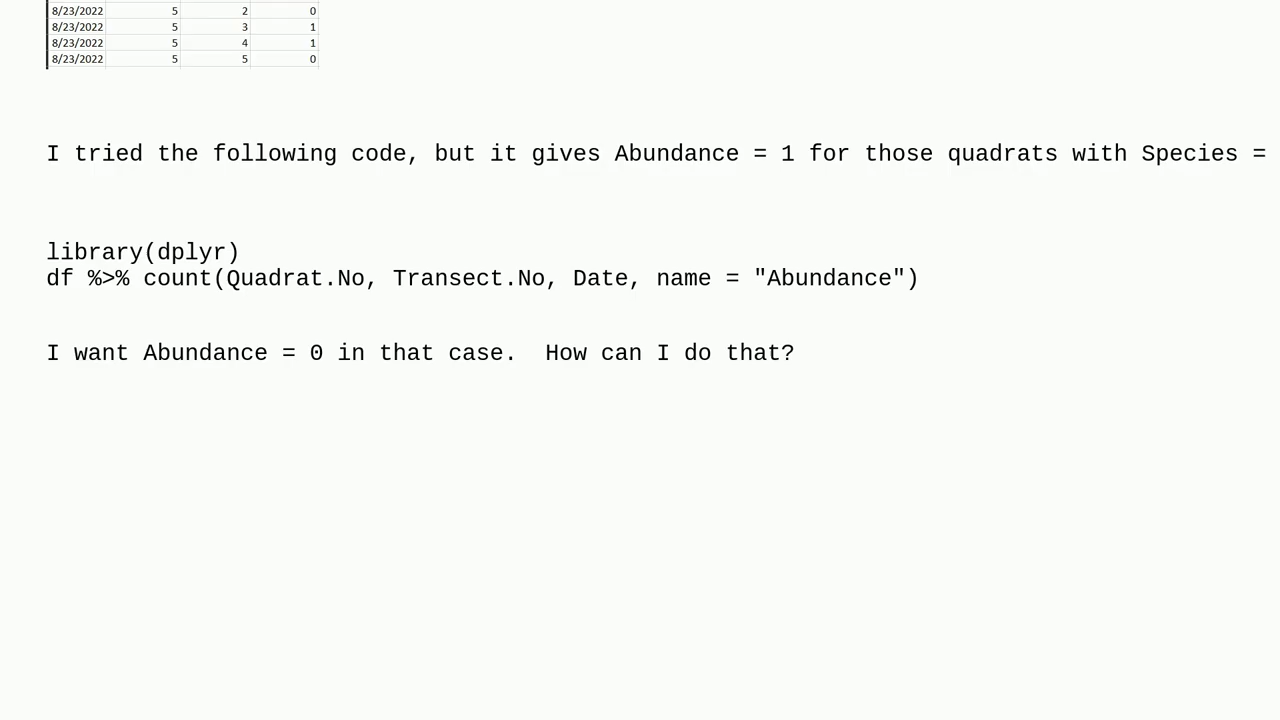 8/23/2022 5 2 0
8/23/2022 5 3 1
8/23/2022 5 4 1
8/23/2022 5 5 0
I tried the following code, but it gives Abundance = 1 for those quadrats with Species =
library(dplyr)
df %>% count(Quadrat.No, Transect.No, Date, name = "Abundance")
I want Abundance = 0 in that case.  How can I do that?